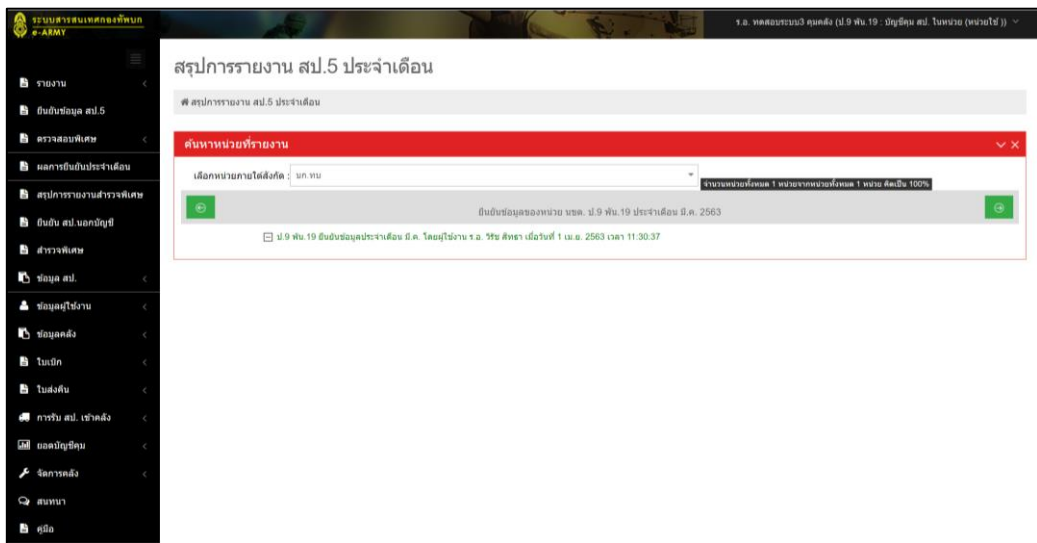 ระบบสารสนเทศกองทัพบก
e-ARMY
ร.อ. ทดสอบระบบ3 คุมคลัง (ป.9 พัน.19 : บัญชีคุม สป. ในหน่วย (หน่วยใช้ ))
รายงาน
ยืนยันข้อมูล สป.5
ตรวจสอบพิเศษ
ผลการยืนยันประจำเดือน
สรุปการรายงานสำรวจพิเศษ
ยืนยัน สป.นอกบัญชี
สำรวจพิเศษ
ข้อมูล สป.
ข้อมูลผู้ใช้งาน
ข้อมูลคลัง
ใบเบิก
ใบส่งคืน
การรับ สป. เข้าคลัง
ยอดบัญชีคุม
จัดการคลัง
สนทนา
คู่มือ
สรุปการรายงาน สป.5 ประจำเดือน
สรุปการรายงาน สป.5 ประจำเดือน
ค้นหาหน่วยที่รายงาน
เลือกหน่วยภายใต้สังกัด : นก.ทบ
จำนวนหน่วยทั้งหมด 1 หน่วยจากหน่วยทั้งหมด 1 หน่วย คิดเป็น 100%
ยืนยันข้อมูลของหน่วย นขต. ป.9 พัน.19 ประจำเดือน มี.ค. 2563
ป.9 พัน.19 ยืนยันข้อมูลประจำเดือน มี.ค. โดยผู้ใช้งาน ร.อ. วิรัช สิทธา เมื่อวันที่ 1 เม.ย. 2563 เวลา 11:30:37